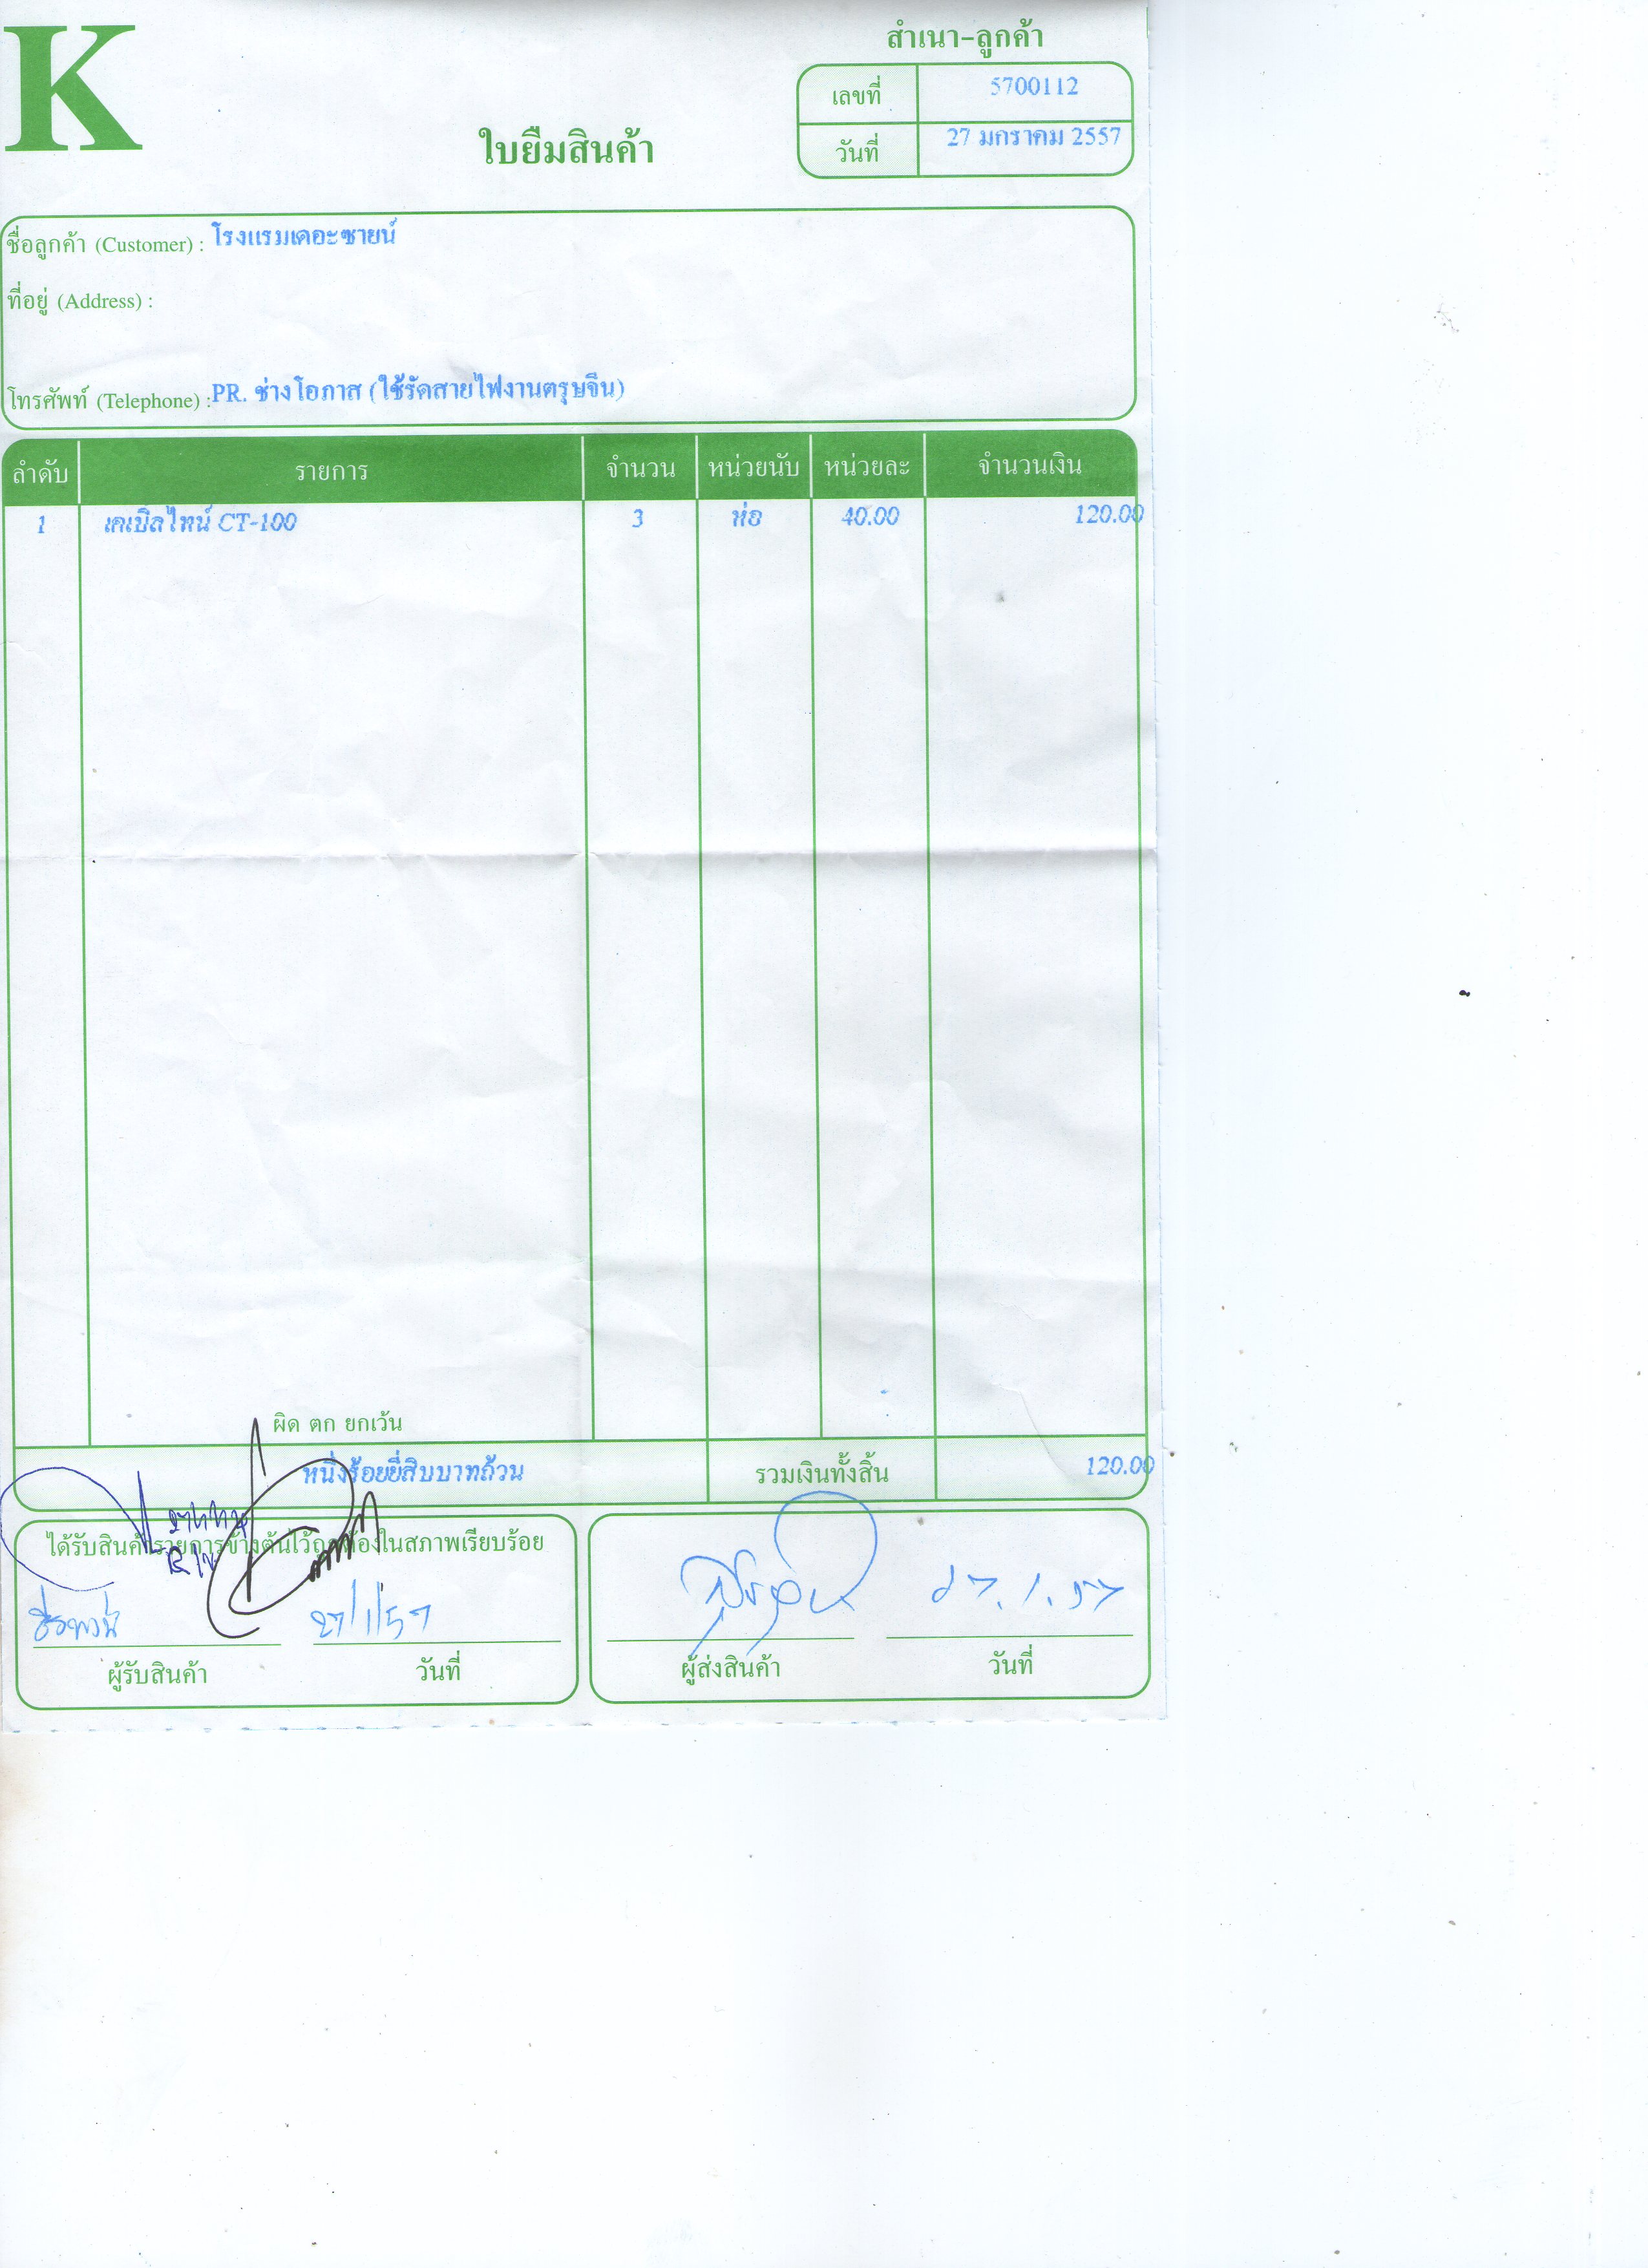 K
สำเนา-ลูกค้า
เลขที่ 5700112
ใบยืมสินค้า
วันที่ 27 มกราคม 2557
ชื่อลูกค้า (Customer) : โรงแรมเดอะซายน์
ที่อยู่ (Address) :
โทรศัพท์ (Telephone) : PR. ช่างโอภาส (ใช้รัดสายไฟงานตรุษจีน)
ลำดับ รายการ จำนวน หน่วยนับ หน่วยละ จำนวนเงิน
1 เคเบิลไทน์ CT-100 3 ห่อ 40.00 120.00
ผิด ตก ยกเว้น
หนึ่งร้อยยี่สิบบาทถ้วน รวมเงินทั้งสิ้น 120.00
ได้รับสินค้ารายการข้างต้นไว้ถูกต้องในสภาพเรียบร้อย
27/1/57 27.1.57
ผู้รับสินค้า วันที่ ผู้ส่งสินค้า วันที่